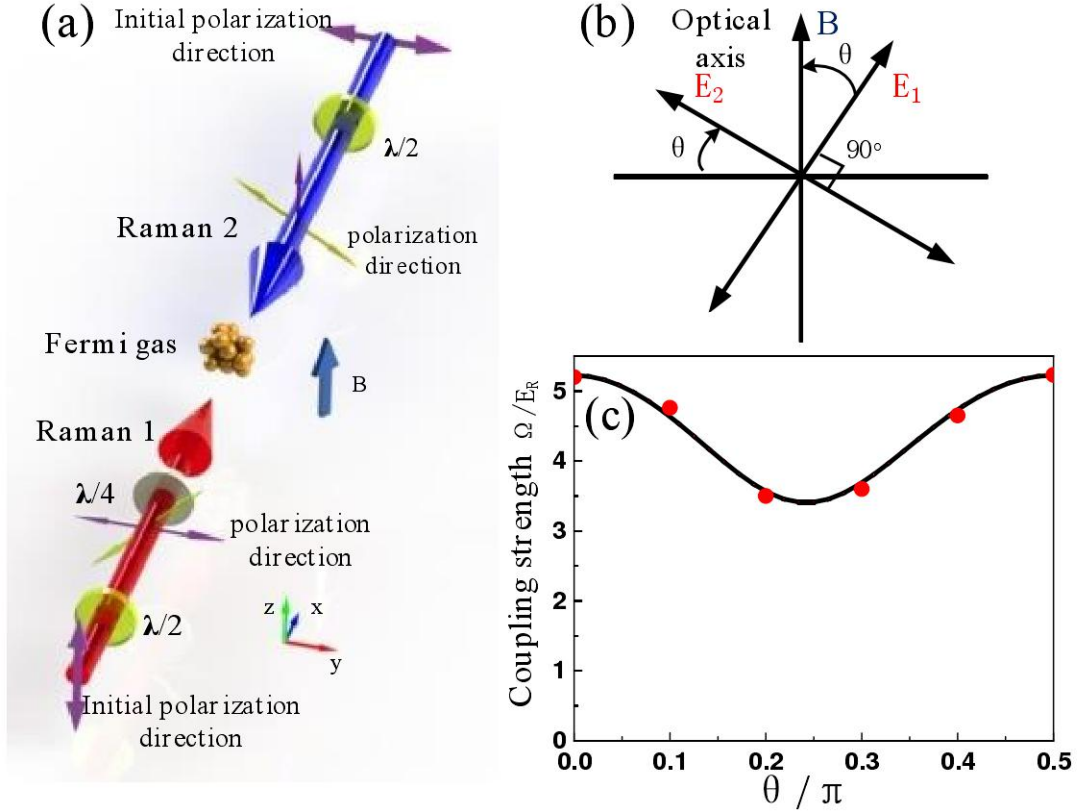 (a)
Initial polarization
direction
λ/2
Raman 2
polarization
direction
Fermi gas
B
Raman 1
λ/4
polarization
direction
λ/2
z
x
y
Initial polarization
direction
(b)
Optical
axis
B
θ
E₂
E₁
θ
90°
(c)
Coupling strength Ω /E_R
5
4
3
2
1
0
0.0 0.1 0.2 0.3 0.4 0.5
θ / π